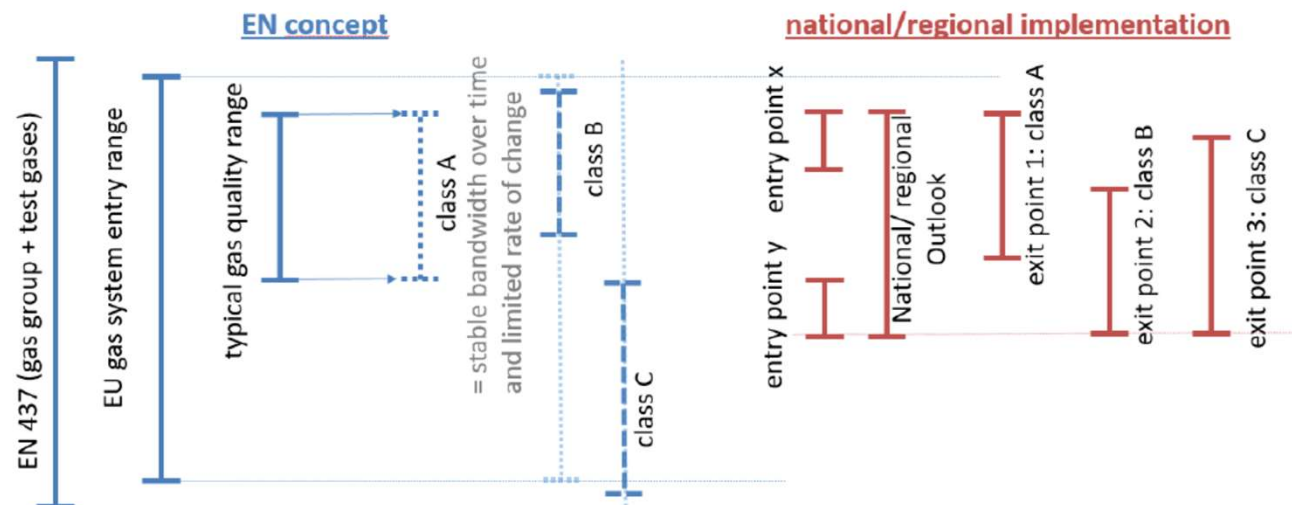 EN concept
national/regional implementation
EN 437 (gas group + test gases)
EU gas system entry range
typical gas quality range
class A
= stable bandwidth over time
and limited rate of change
class B
class C
entry point x
entry point y
National/ regional
Outlook
exit point 1: class A
exit point 2: class B
exit point 3: class C